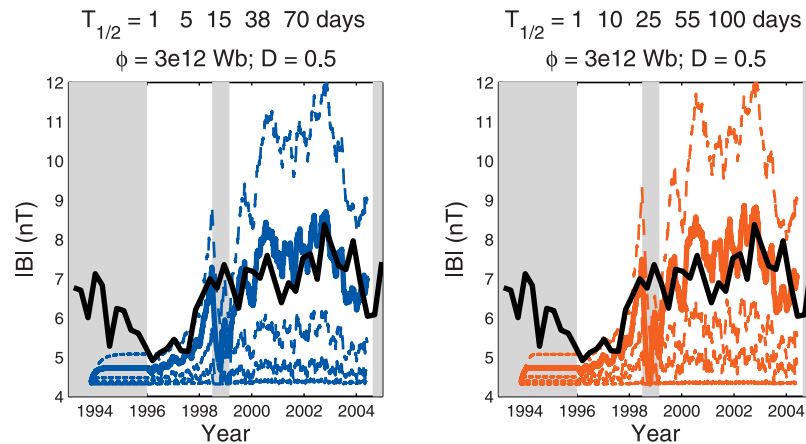 T1/2 = 1 5 15 38 70 days
ϕ = 3e12 Wb; D = 0.5
12
11
10
9
8
7
6
5
4
|B| (nT)
1994 1996 1998 2000 2002 2004
Year
T1/2 = 1 10 25 55 100 days
ϕ = 3e12 Wb; D = 0.5
12
11
10
9
8
7
6
5
4
|B| (nT)
1994 1996 1998 2000 2002 2004
Year